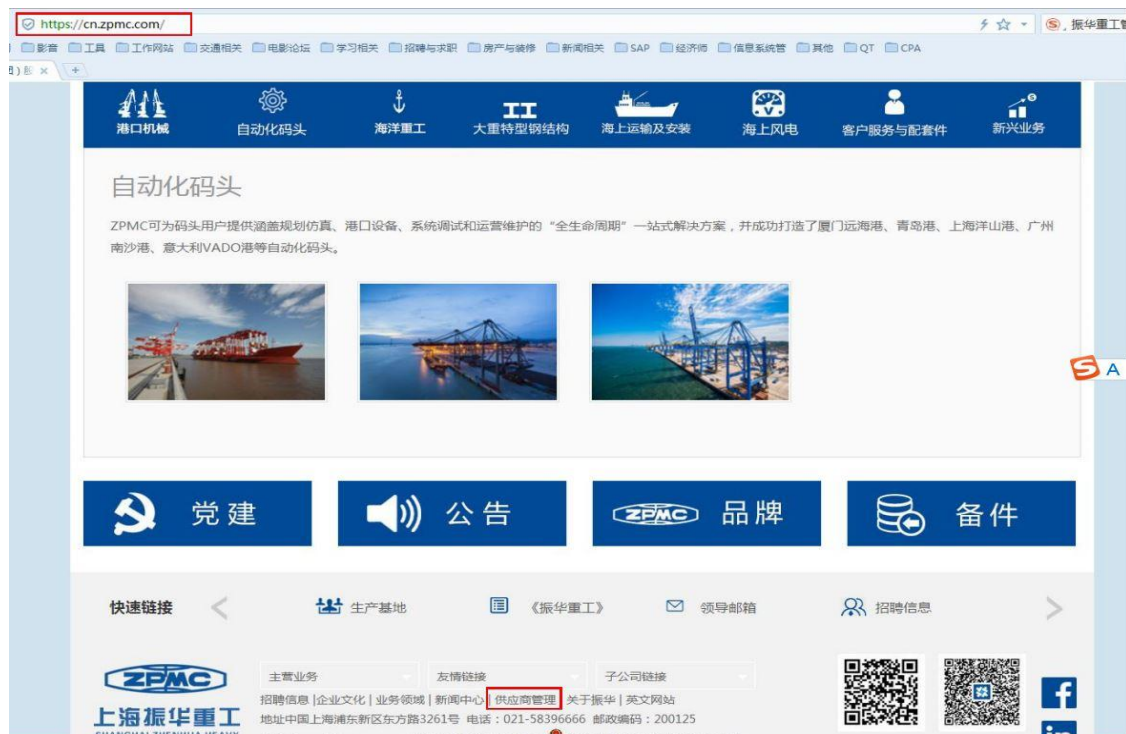 https://cn.zpmc.com/
振华重工
影音 工具 工作网站 交通相关 电影论坛 学习相关 招聘与求职 房产与装修 新闻相关 SAP 经济师 信息系统管 其他 QT CPA
港口机械 自动化码头 海洋重工 大重特型钢结构 海上运输及安装 海上风电 客户服务与配套件 新兴业务
自动化码头
ZPMC可为码头用户提供涵盖规划仿真、港口设备、系统调试和运营维护的“全生命周期”一站式解决方案，并成功打造了厦门远海港、青岛港、上海洋山港、广州
南沙港、意大利VADO港等自动化码头。
A
党建 公告 ZPMC 品牌 备件
快速链接 生产基地 《振华重工》 领导邮箱 招聘信息
ZPMC
上海振华重工
主营业务 友情链接 子公司链接
招聘信息 |企业文化 | 业务领域 | 新闻中心 | 供应商管理 关于振华 | 英文网站
地址中国上海浦东新区东方路3261号 电话：021-58396666 邮政编码：200125